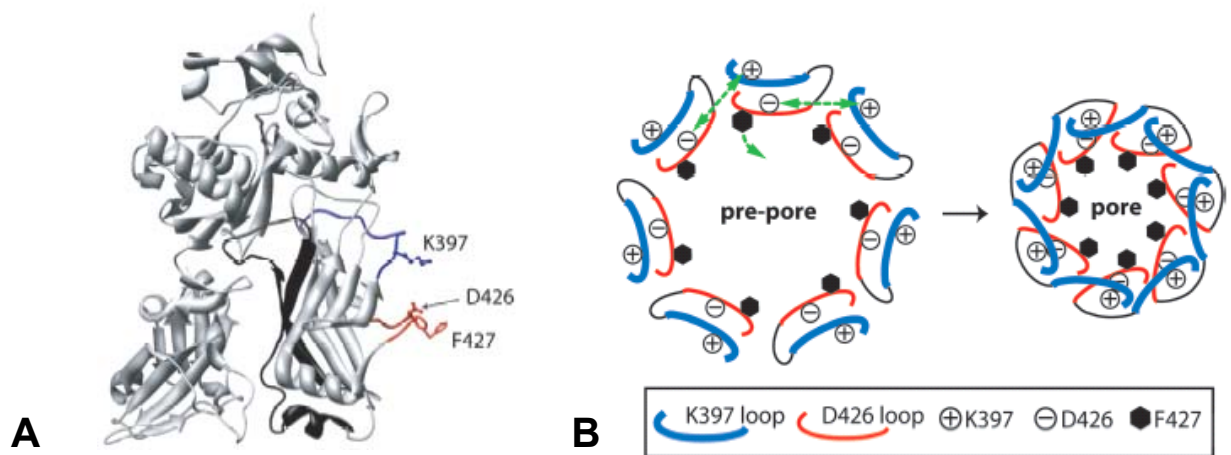 K397
D426
F427
A
pre-pore
pore
B
K397 loop D426 loop ⊕ K397 ⊖ D426 F427